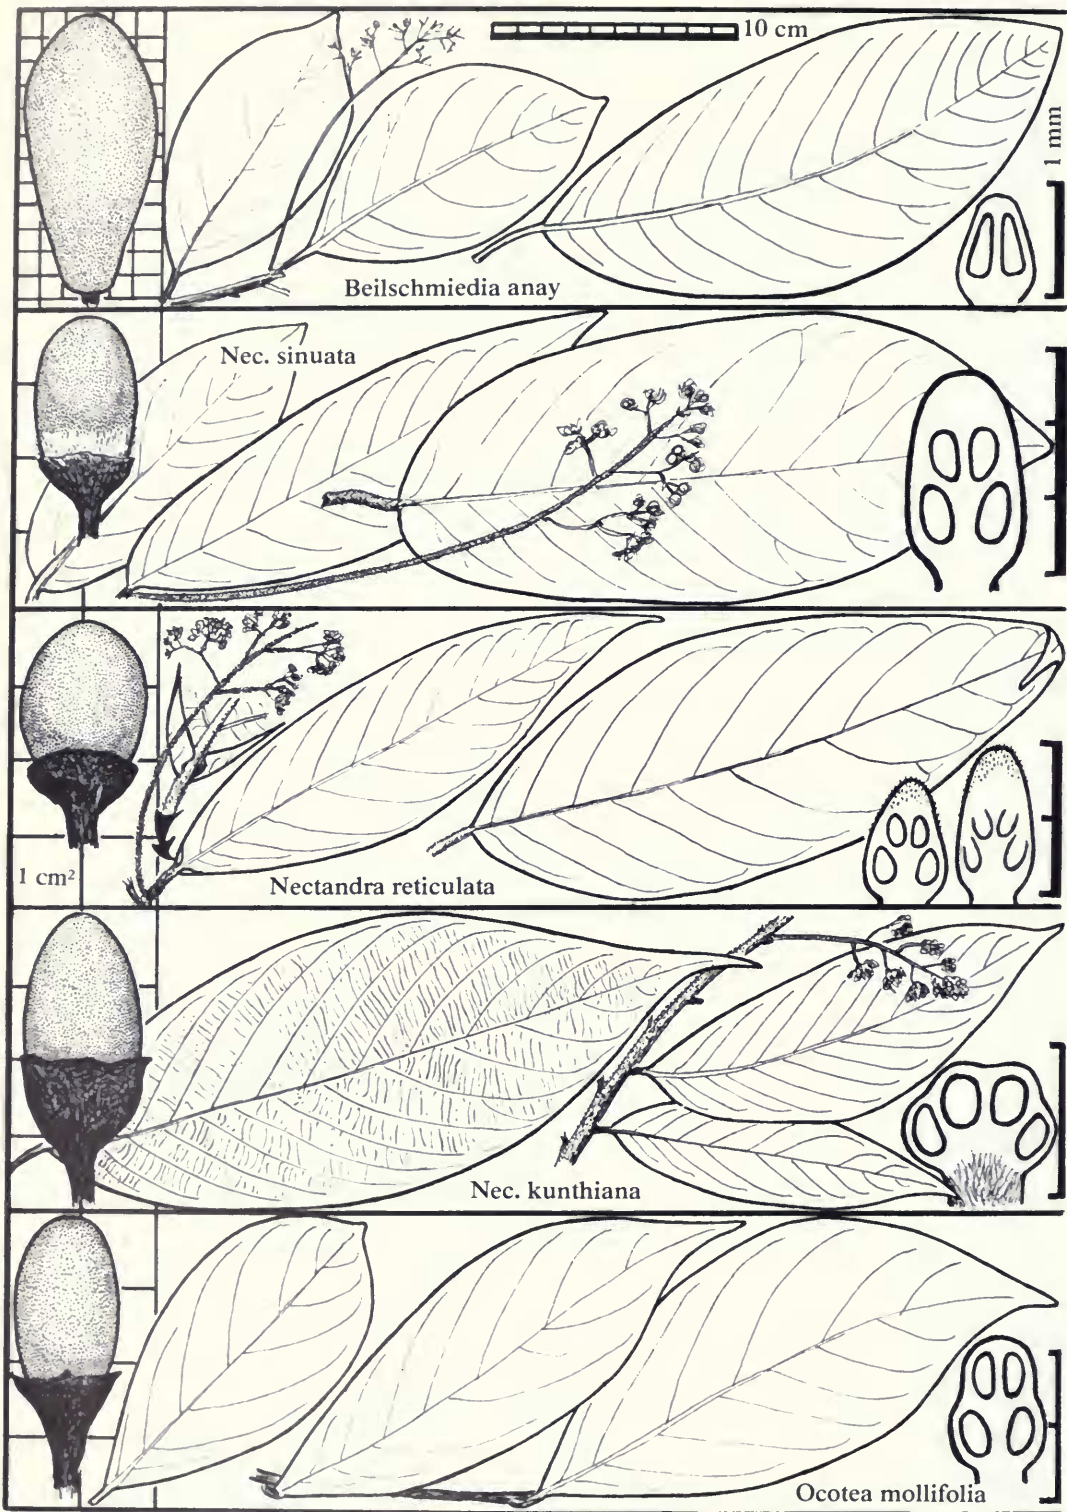 10 cm
1 mm
Beilschmiedia anay
Nec. sinuata
1 cm²
Nectandra reticulata
Nec. kunthiana
Ocotea mollifolia